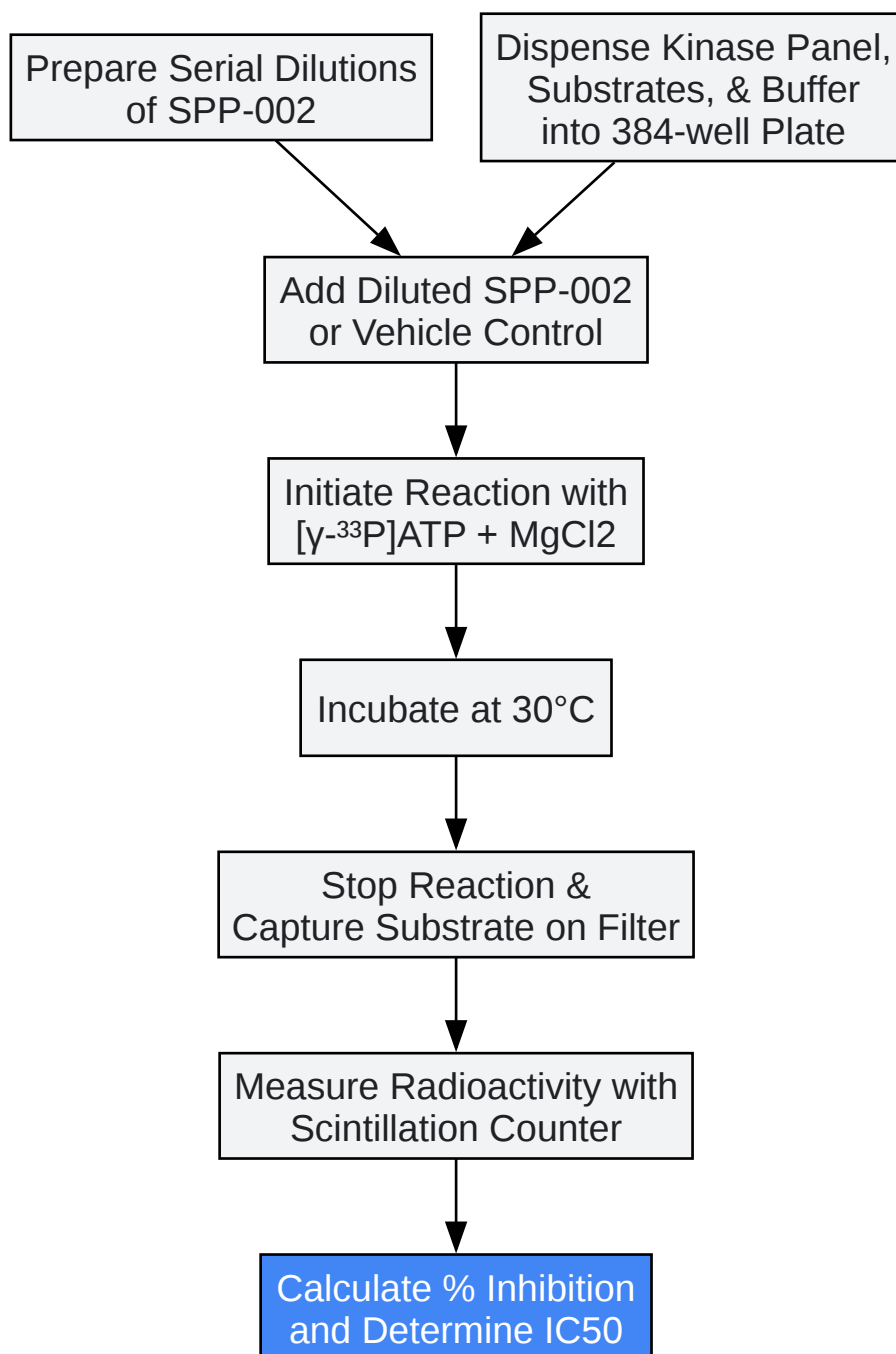 Prepare Serial Dilutions
of SPP-002
Dispense Kinase Panel,
Substrates, & Buffer
into 384-well Plate
Add Diluted SPP-002
or Vehicle Control
Initiate Reaction with
[γ-³³P]ATP + MgCl2
Incubate at 30°C
Stop Reaction &
Capture Substrate on Filter
Measure Radioactivity with
Scintillation Counter
Calculate % Inhibition
and Determine IC50